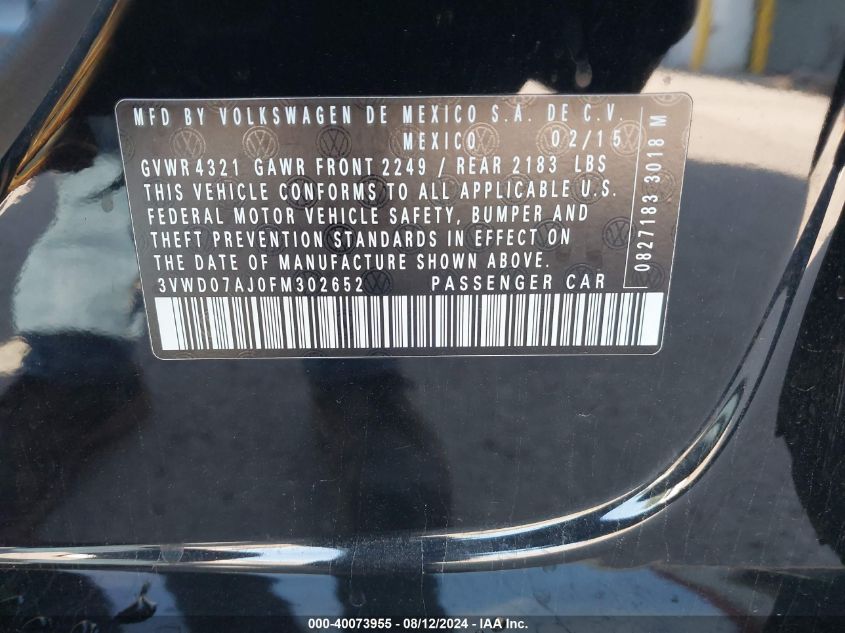 MFD BY VOLKSWAGEN DE MEXICO S.A. DE C.V.
MEXICO 02/15
GVWR 4321 GAWR FRONT 2249 / REAR 2183 LBS
THIS VEHICLE CONFORMS TO ALL APPLICABLE U.S.
FEDERAL MOTOR VEHICLE SAFETY, BUMPER AND
THEFT PREVENTION STANDARDS IN EFFECT ON
THE DATE OF MANUFACTURE SHOWN ABOVE.
3VWD07AJ0FM302652 PASSENGER CAR
0827183 3018 M
000-40073955 - 08/12/2024 - IAA Inc.